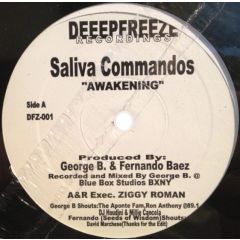 DEEEPFREEZE
RECORDINGS
Saliva Commandos
Side A
DFZ-001
"AWAKENING"
Produced By:
George B. & Fernando Baez
Recorded and Mixed By George B. @
Blue Box Studios BXNY
A&R Exec. ZIGGY ROMAN
George B Shouts:The Aponte Fam,Ron Anthony @89.1
DJ Houdini & Millie Cancela
Fernando (Seeds of Wisdom)Shouts:
David Marchese(Thanks for the Edit)